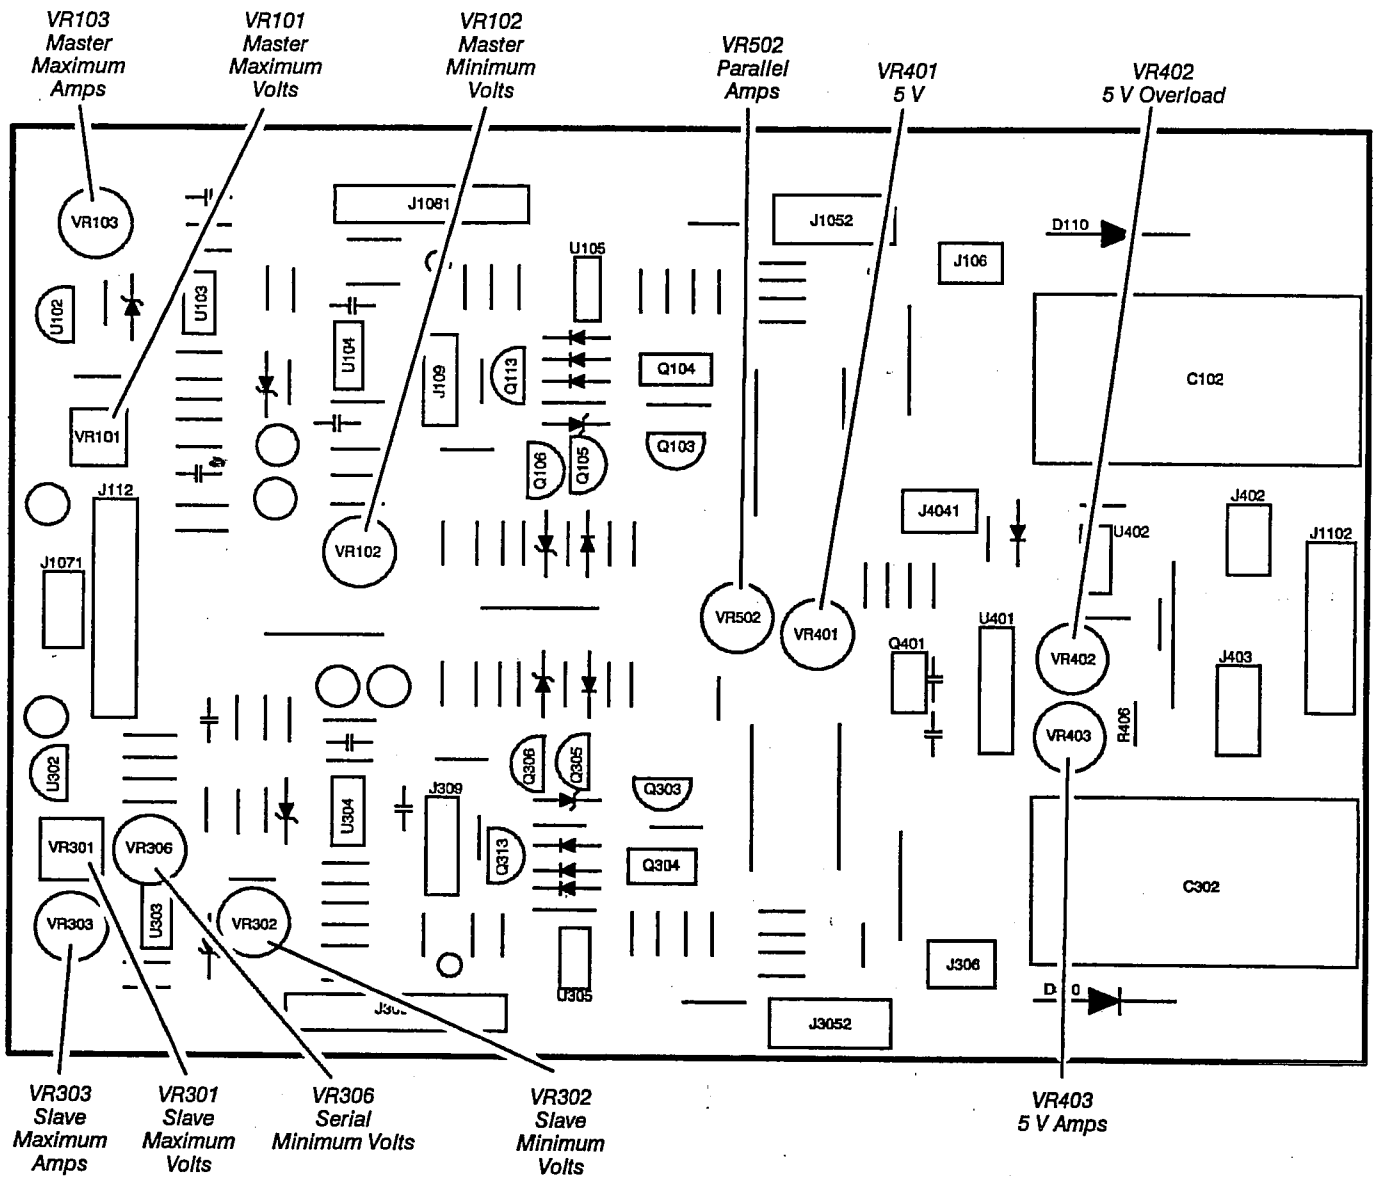 VR103
Master
Maximum
Amps
VR101
Master
Maximum
Volts
VR102
Master
Minimum
Volts
VR502
Parallel
Amps
VR401
5 V
VR402
5 V Overload
VR103
J1081
J1052
D110
U105
J106
U102
U103
U104
J109
Q113
Q104
C102
VR101
Q103
Q106
Q105
J112
J4041
J402
U402
J1102
VR102
J1071
VR502
VR401
U401
Q401
VR402
J403
R406
VR403
U302
Q306
Q305
Q303
J309
U304
VR301
VR306
Q313
Q304
C302
VR303
U303
VR302
J306
U305
J3052
VR303
Slave
Maximum
Amps
VR301
Slave
Maximum
Volts
VR306
Serial
Minimum Volts
VR302
Slave
Minimum
Volts
VR403
5 V Amps